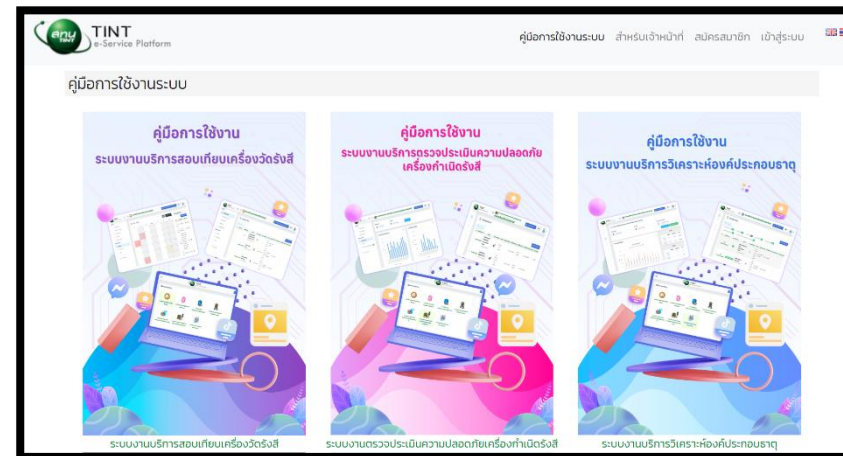 any TINT
TINT
e-Service Platform
คู่มือการใช้งานระบบ สำหรับเจ้าหน้าที่ สมัครสมาชิก เข้าสู่ระบบ
คู่มือการใช้งานระบบ
คู่มือการใช้งาน
ระบบงานบริการสอบเทียบเครื่องวัดรังสี
คู่มือการใช้งาน
ระบบงานบริการตรวจประเมินความปลอดภัย
เครื่องกำเนิดรังสี
คู่มือการใช้งาน
ระบบงานบริการวิเคราะห์องค์ประกอบธาตุ
ระบบงานบริการสอบเทียบเครื่องวัดรังสี
ระบบงานตรวจประเมินความปลอดภัยเครื่องกำเนิดรังสี
ระบบงานบริการวิเคราะห์องค์ประกอบธาตุ